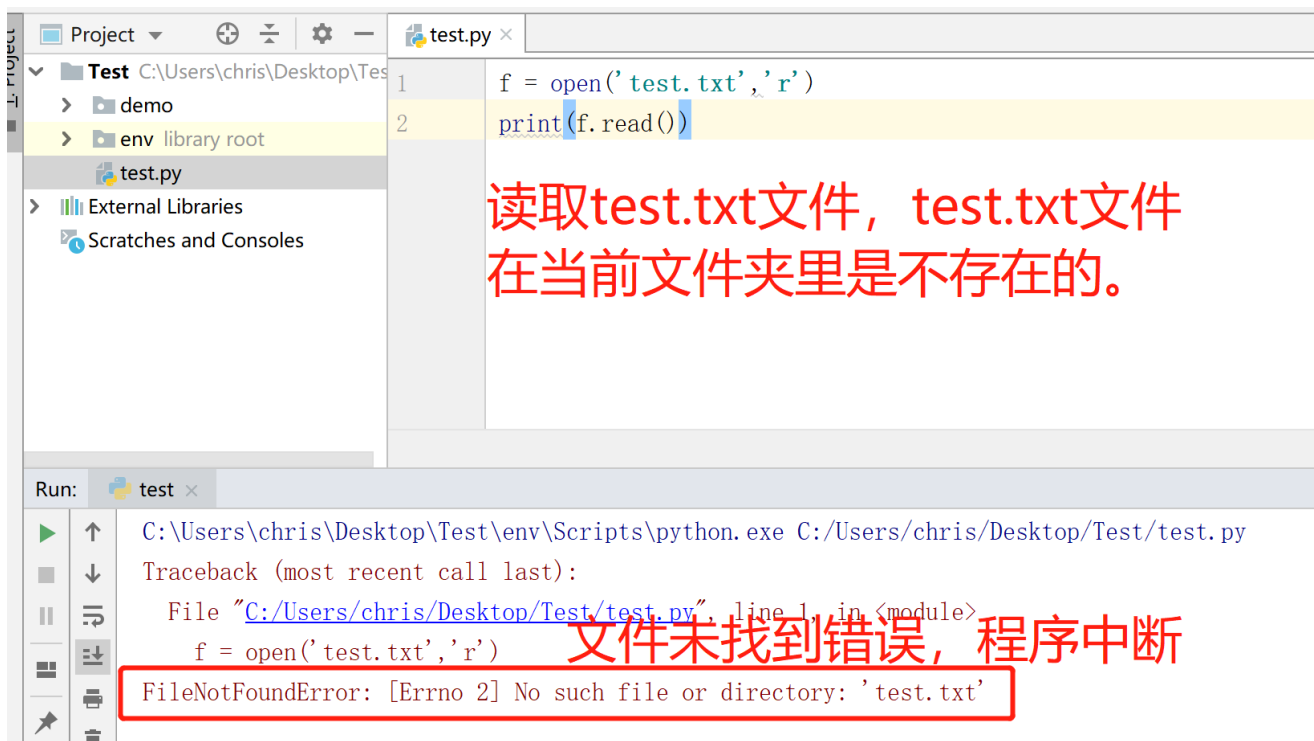 1: Project
Project
test.py
Test C:\Users\chris\Desktop\Tes
demo
env library root
test.py
External Libraries
Scratches and Consoles
1 f = open('test.txt','r')
2 print(f.read())
读取test.txt文件，test.txt文件
在当前文件夹里是不存在的。
Run: test
C:\Users\chris\Desktop\Test\env\Scripts\python.exe C:/Users/chris/Desktop/Test/test.py
Traceback (most recent call last):
File "C:/Users/chris/Desktop/Test/test.py", line 1, in <module>
f = open('test.txt','r')
文件未找到错误，程序中断
FileNotFoundError: [Errno 2] No such file or directory: 'test.txt'